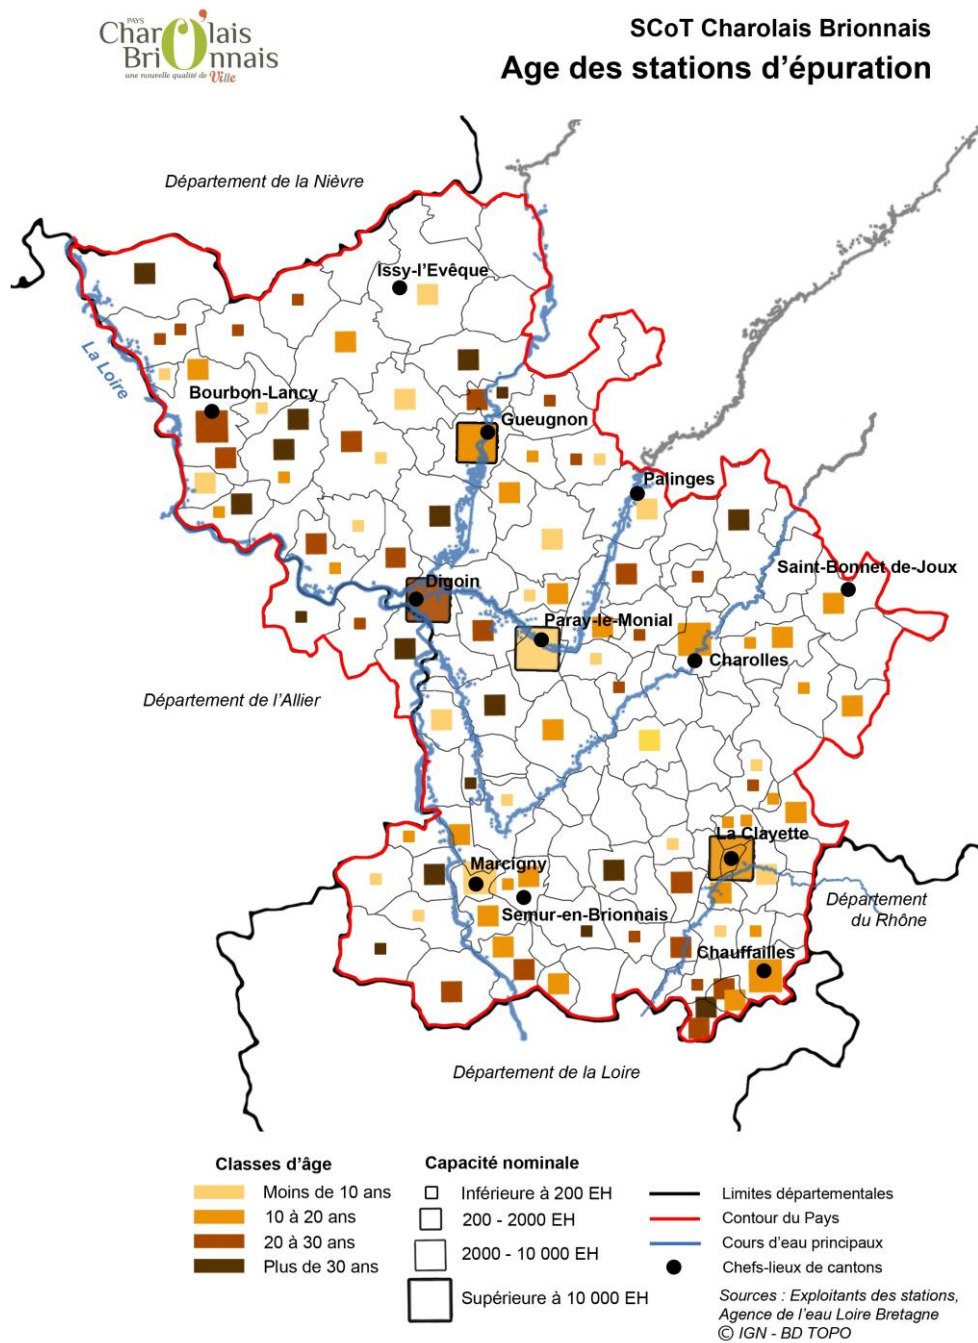 PAYS
Charolais
Brionnais
une nouvelle qualité de Ville
SCoT Charolais Brionnais
Age des stations d'épuration
Département de la Nièvre
Issy-l'Evêque
La Loire
Bourbon-Lancy
Gueugnon
Palinges
Saint-Bonnet-de-Joux
Digoin
Paray-le-Monial
Charolles
Département de l'Allier
La Clayette
Marcigny
Semur-en-Brionnais
Département
du Rhône
Chauffailles
Département de la Loire
Classes d'âge
Moins de 10 ans
10 à 20 ans
20 à 30 ans
Plus de 30 ans
Capacité nominale
Inférieure à 200 EH
200 - 2000 EH
2000 - 10 000 EH
Supérieure à 10 000 EH
Limites départementales
Contour du Pays
Cours d'eau principaux
Chefs-lieux de cantons
Sources : Exploitants des stations,
Agence de l'eau Loire Bretagne
© IGN - BD TOPO